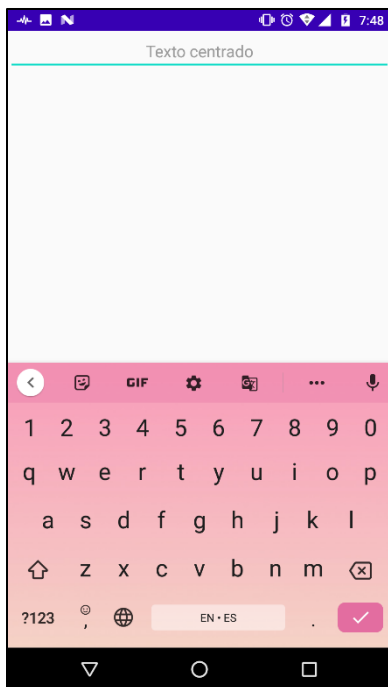 7:48
Texto centrado
GIF
1 2 3 4 5 6 7 8 9 0
q w e r t y u i o p
a s d f g h j k l
z x c v b n m
?123 , EN • ES .